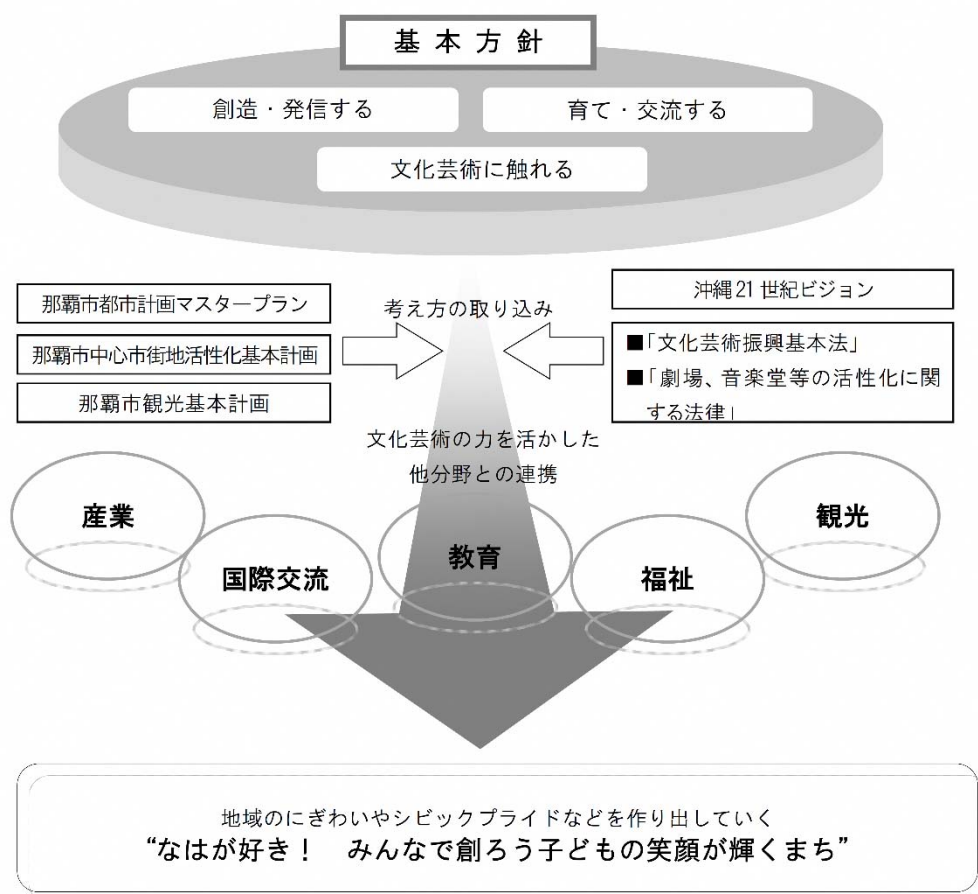 基本方針
創造・発信する
育て・交流する
文化芸術に触れる
那覇市都市計画マスタープラン
那覇市中心市街地活性化基本計画
那覇市観光基本計画
考え方の取り込み
沖縄21世紀ビジョン
■「文化芸術振興基本法」
■「劇場、音楽堂等の活性化に関
する法律」
文化芸術の力を活かした
他分野との連携
産業
国際交流
教育
福祉
観光
地域のにぎわいやシビックプライドなどを作り出していく
“なはが好き！　みんなで創ろう子どもの笑顔が輝くまち”